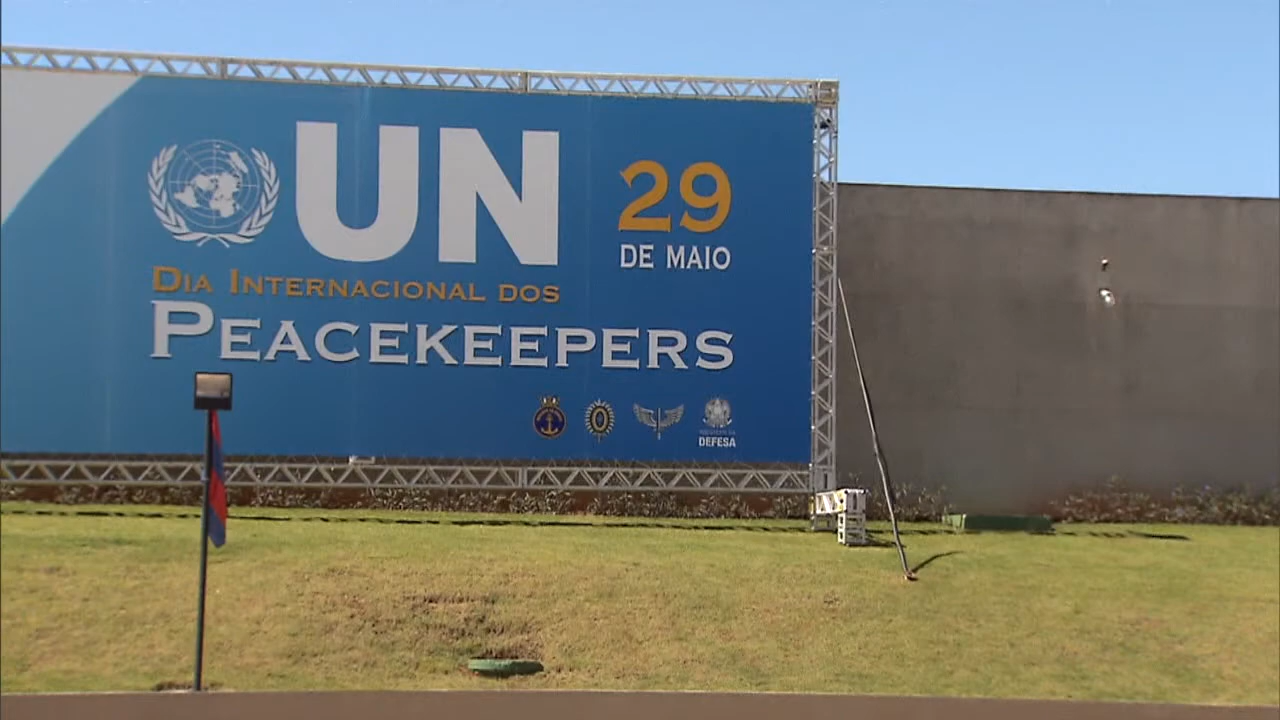 UN
29
DE MAIO
DIA INTERNACIONAL DOS
PEACEKEEPERS
DEFESA